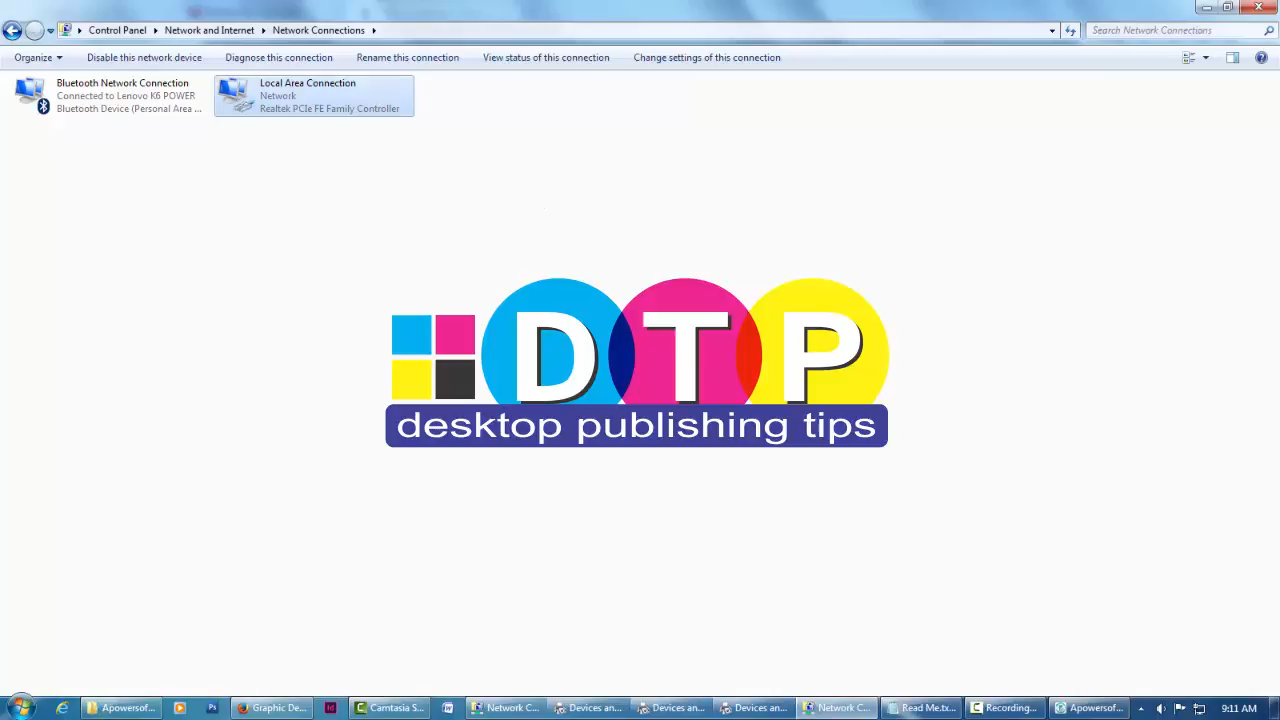 Control Panel
Network and Internet
Network Connections
Search Network Connections
Organize
Disable this network device
Diagnose this connection
Rename this connection
View status of this connection
Change settings of this connection
Bluetooth Network Connection
Connected to Lenovo K6 POWER
Bluetooth Device (Personal Area ...
Local Area Connection
Network
Realtek PCIe FE Family Controller
DTP
desktop publishing tips
Apowersof...
Ps
Graphic De...
Id
Camtasia S...
Network C...
Devices an...
Devices an...
Devices an...
Network C...
Read Me.tx...
Recording...
Apowersof...
9:11 AM